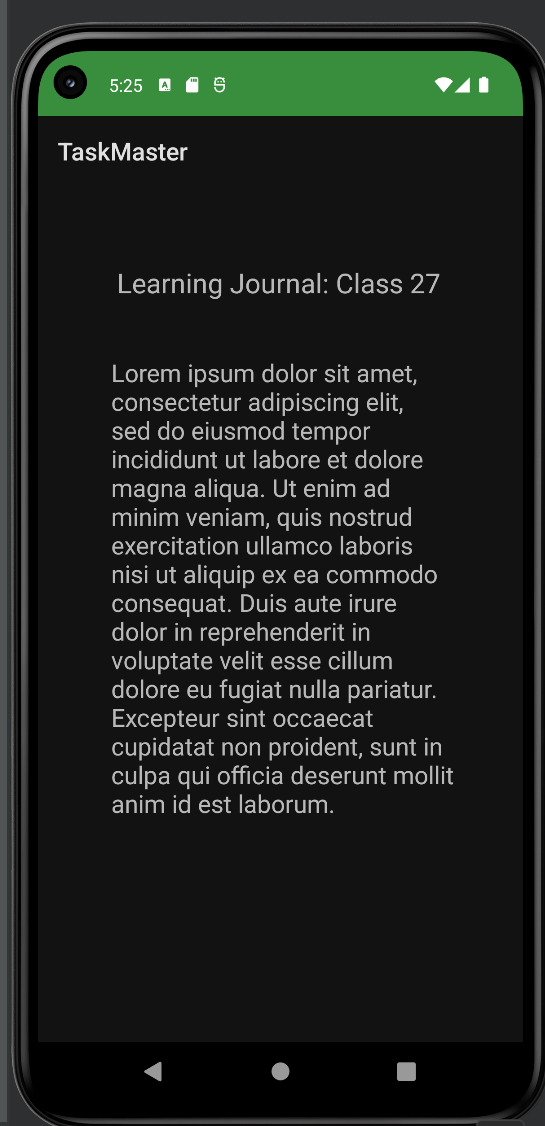 5:25
TaskMaster
Learning Journal: Class 27
Lorem ipsum dolor sit amet,
consectetur adipiscing elit,
sed do eiusmod tempor
incididunt ut labore et dolore
magna aliqua. Ut enim ad
minim veniam, quis nostrud
exercitation ullamco laboris
nisi ut aliquip ex ea commodo
consequat. Duis aute irure
dolor in reprehenderit in
voluptate velit esse cillum
dolore eu fugiat nulla pariatur.
Excepteur sint occaecat
cupidatat non proident, sunt in
culpa qui officia deserunt mollit
anim id est laborum.